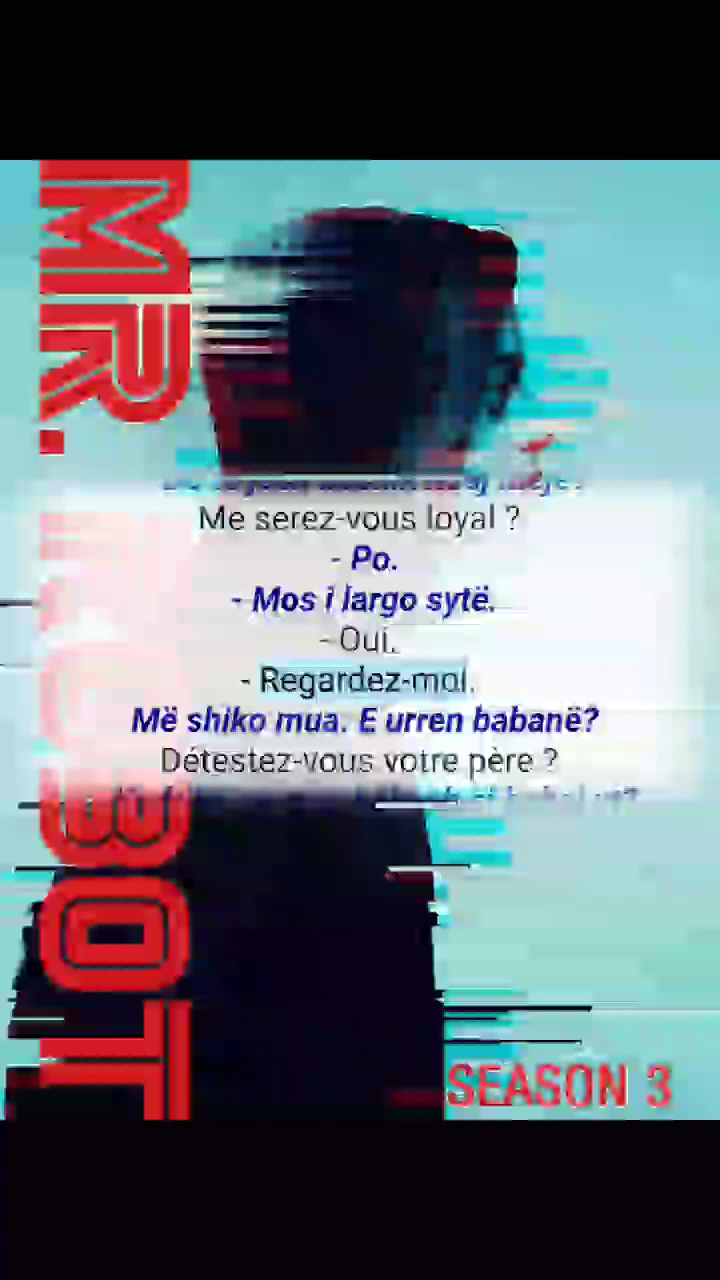 MR. ROBOT
Me serez-vous loyal ?
- Po.
- Mos i largo sytë.
- Oui.
- Regardez-moi.
Më shiko mua. E urren babanë?
Détestez-vous votre père ?
SEASON 3